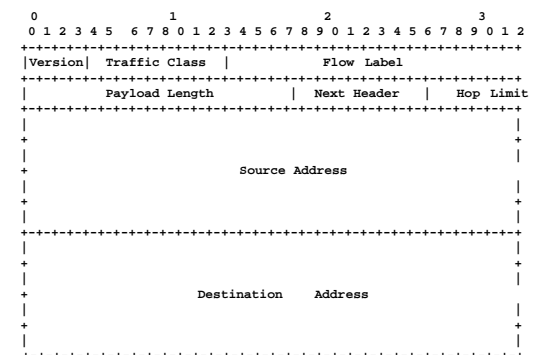 0 1 2 3
0 1 2 3 4 5 6 7 8 0 1 2 3 4 5 6 7 8 9 0 1 2 3 4 5 6 7 8 9 0 1 2
+-+-+-+-+-+-+-+-+-+-+-+-+-+-+-+-+-+-+-+-+-+-+-+-+-+-+-+-+-+-+-+-+
|Version| Traffic Class | Flow Label
+-+-+-+-+-+-+-+-+-+-+-+-+-+-+-+-+-+-+-+-+-+-+-+-+-+-+-+-+-+-+-+-+
| Payload Length | Next Header | Hop Limit
+-+-+-+-+-+-+-+-+-+-+-+-+-+-+-+-+-+-+-+-+-+-+-+-+-+-+-+-+-+-+-+-+
| |
+ +
| |
+ Source Address
| |
+ +
| |
+-+-+-+-+-+-+-+-+-+-+-+-+-+-+-+-+-+-+-+-+-+-+-+-+-+-+-+-+-+-+-+-+
| |
+ +
| |
+ Destination Address
| |
+ +
| |